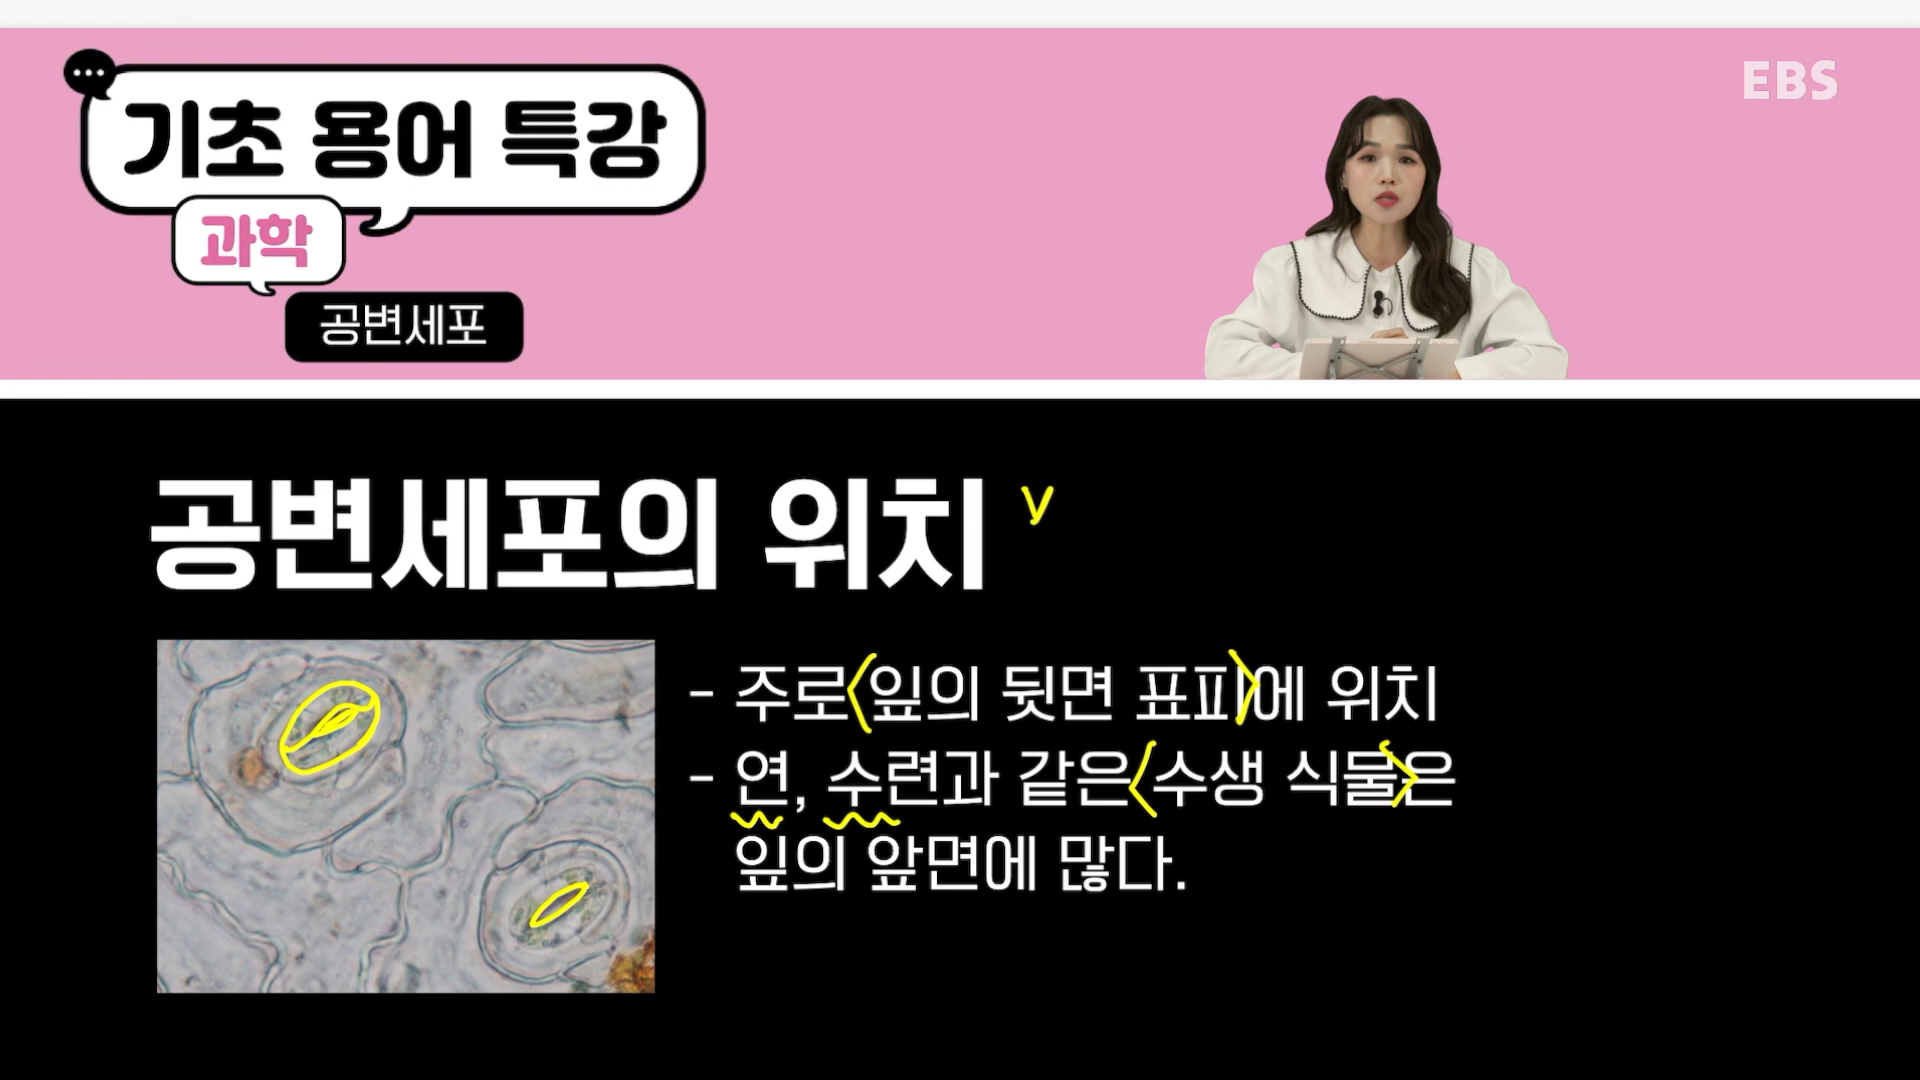 EBS
기초 용어 특강
과학
공변세포
공변세포의 위치 v
- 주로 <잎의 뒷면 표피>에 위치
- 연, 수련과 같은 <수생 식물>은
잎의 앞면에 많다.